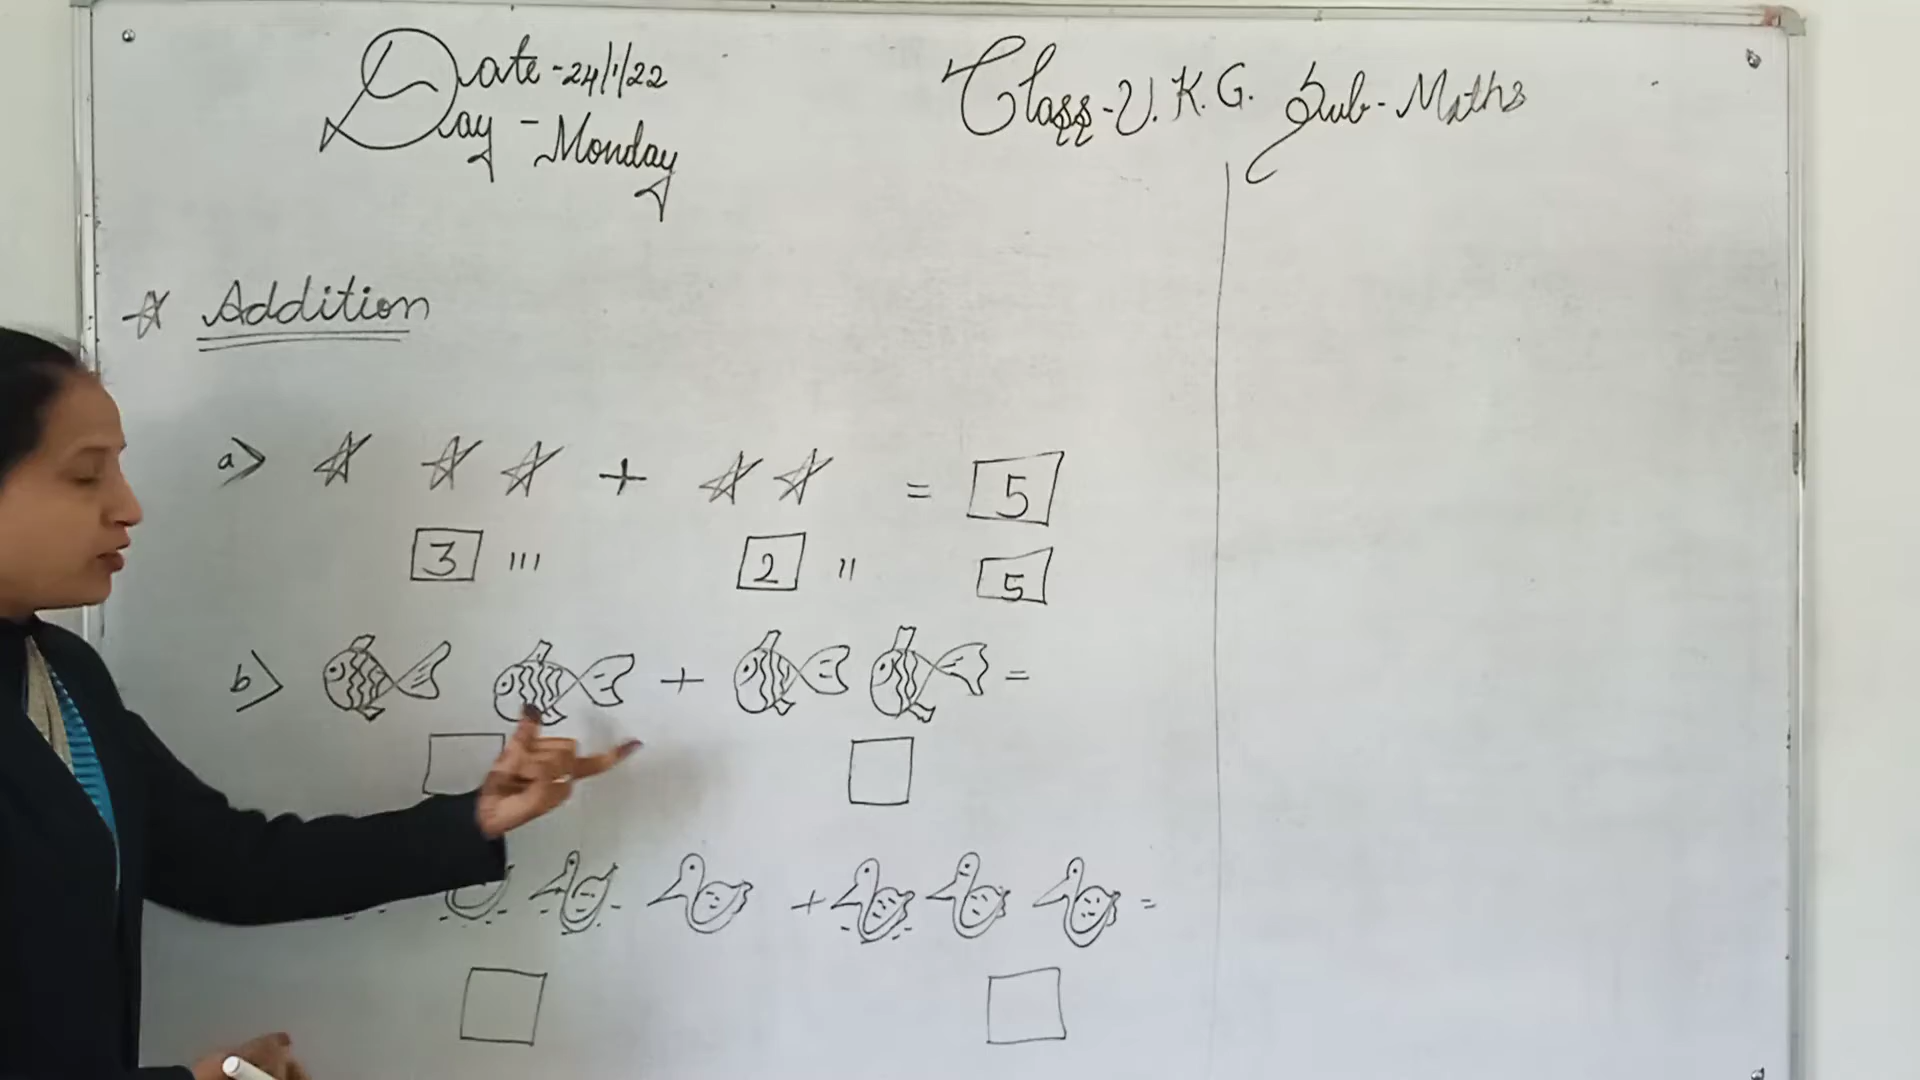 Date - 24/1/22
Day - Monday
Class - U.K.G. Sub - Maths
Addition
a) + = 5
3 ''' 2 '' 5
b) + =
+ =